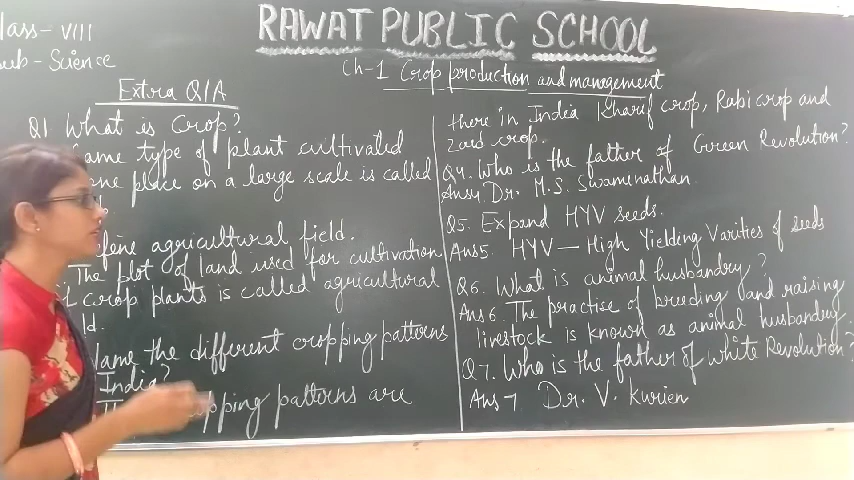 RAWAT PUBLIC SCHOOL
lass - VIII
ub - Science
Ch-1 Crop production and management
Extra Q/A
Q1 What is Crop?
ame type of plant cultivated
ne place on a large scale is called
efine agricultural field.
The plot of land used for cultivation
crop plants is called agricultural
ld.
ame the different cropping patterns
India?
pping patterns are
there in India Kharif crop, Rabi crop and
Zaid crop.
Q4. Who is the father of Green Revolution?
Ans4 Dr. M.S. Swamenathan
Q5. Expand HYV seeds.
Ans5. HYV - High Yielding Varities of seeds
Q6. What is animal husbandry?
Ans6. The practise of breeding and raising
livestock is known as animal husbandry.
Q7. Who is the father of white Revolution?
Ans7 Dr. V. Kurien